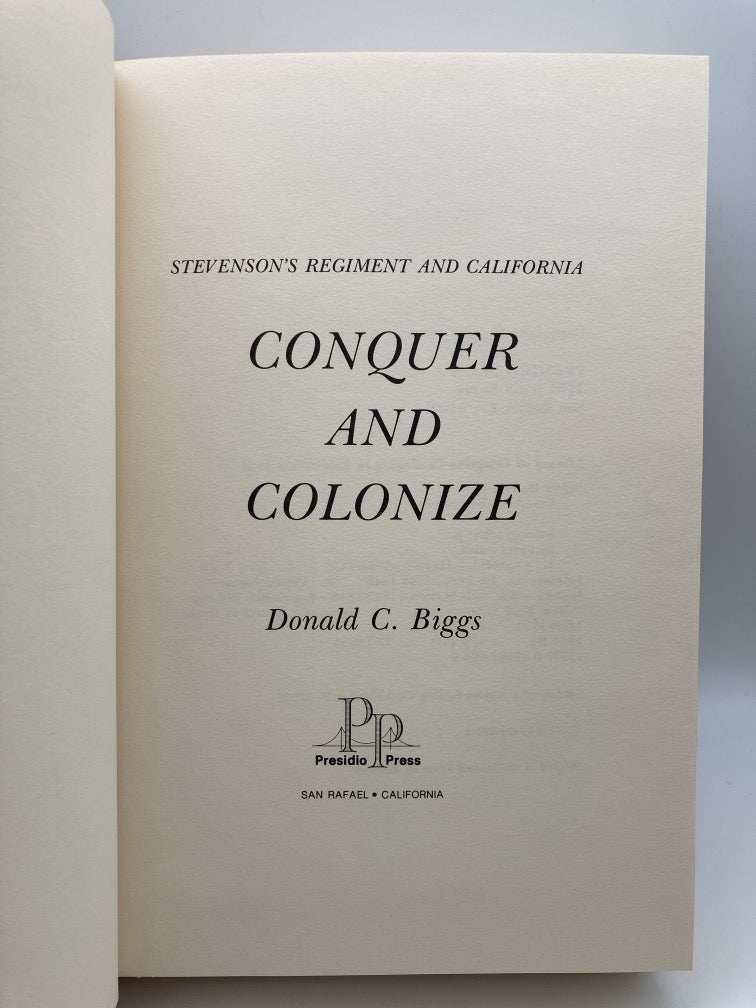 STEVENSON'S REGIMENT AND CALIFORNIA
CONQUER
AND
COLONIZE
Donald C. Biggs
PP
Presidio Press
SAN RAFAEL • CALIFORNIA